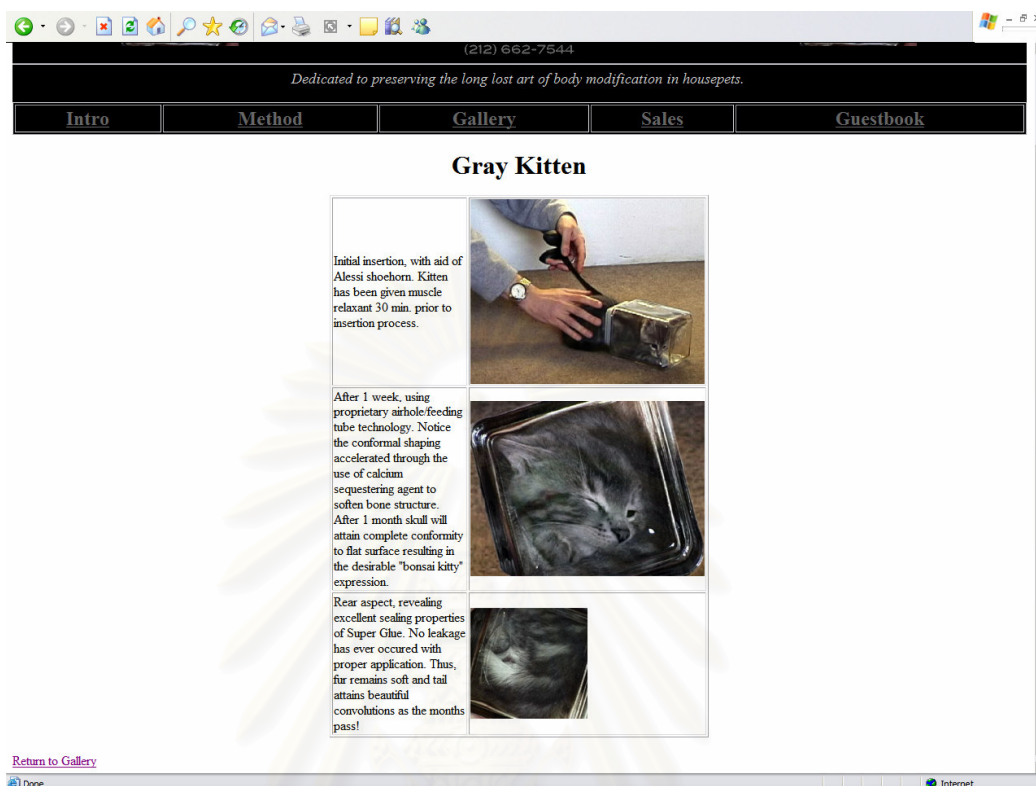 (212) 662-7544
Dedicated to preserving the long lost art of body modification in housepets.
Intro Method Gallery Sales Guestbook
Gray Kitten
Initial insertion, with aid of
Alessi shoehorn. Kitten
has been given muscle
relaxant 30 min. prior to
insertion process.
After 1 week, using
proprietary airhole/feeding
tube technology. Notice
the conformal shaping
accelerated through the
use of calcium
sequestering agent to
soften bone structure.
After 1 month skull will
attain complete conformity
to flat surface resulting in
the desirable "bonsai kitty"
expression.
Rear aspect, revealing
excellent sealing properties
of Super Glue. No leakage
has ever occured with
proper application. Thus,
fur remains soft and tail
attains beautiful
convolutions as the months
pass!
Return to Gallery
Done
Internet